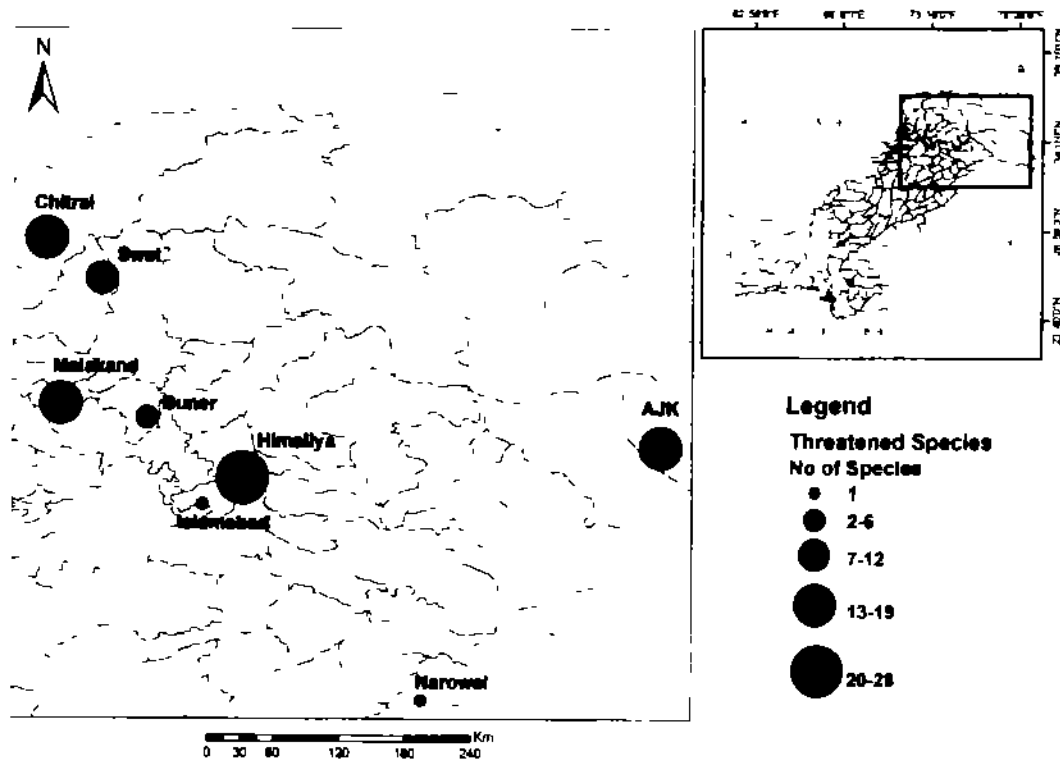 N
Chitral
Swat
Malakand
Buner
Himaliya
Islamabad
AJK
Narowal
Km
0 30 60 120 180 240
Legend
Threatened Species
No of Species
1
2-6
7-12
13-19
20-28